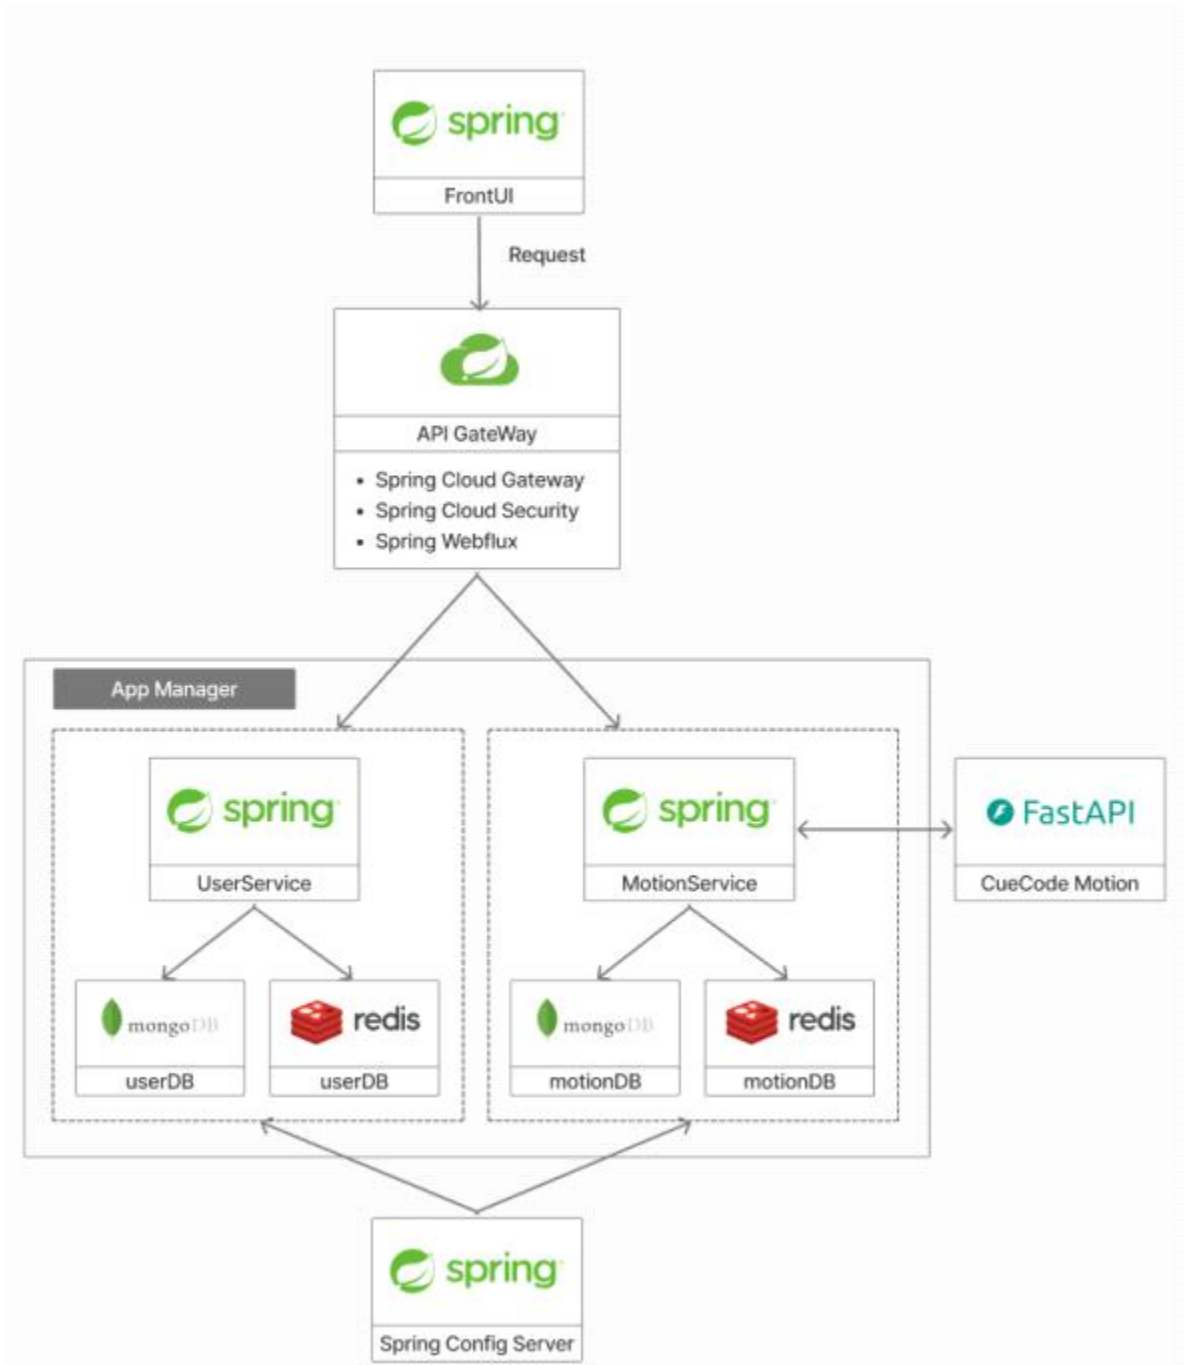 spring
FrontUI
Request
API GateWay
• Spring Cloud Gateway
• Spring Cloud Security
• Spring Webflux
App Manager
spring
UserService
mongoDB
userDB
redis
userDB
spring
MotionService
mongoDB
motionDB
redis
motionDB
FastAPI
CueCode Motion
spring
Spring Config Server